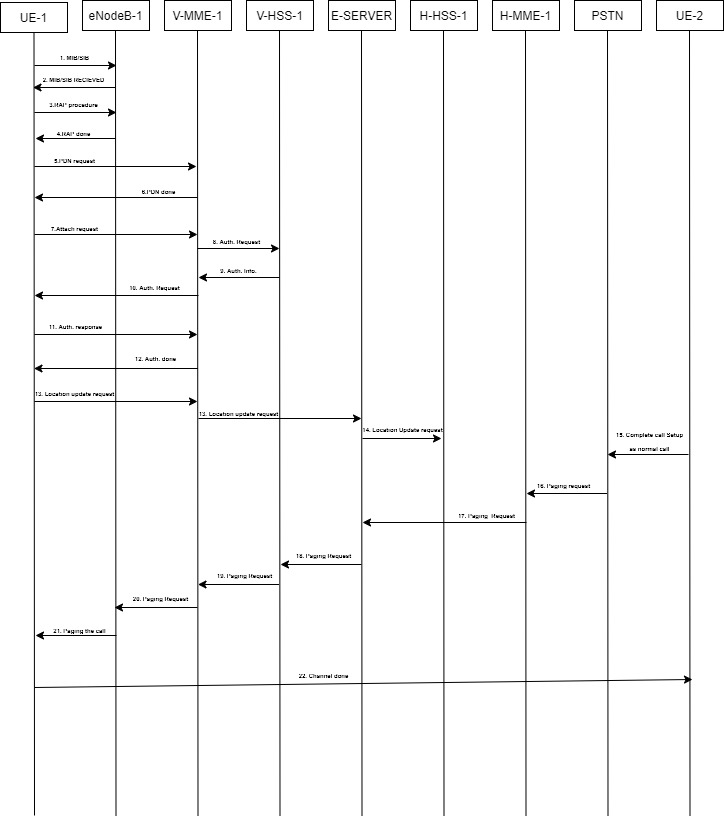 UE-1
eNodeB-1
V-MME-1
V-HSS-1
E-SERVER
H-HSS-1
H-MME-1
PSTN
UE-2
1. MIB/SIB
2. MIB/SIB RECIEVED
3.RAP procedure
4.RAP done
5.PDN request
6.PDN done
7.Attach request
8. Auth. Request
9. Auth. Info.
10. Auth. Request
11. Auth. response
12. Auth. done
13. Location update request
13. Location update request
14. Location Update request
15. Complete call Setup
as normal call
16. Paging request
17. Paging Request
18. Paging Request
19. Paging Request
20. Paging Request
21. Paging the call
22. Channel done